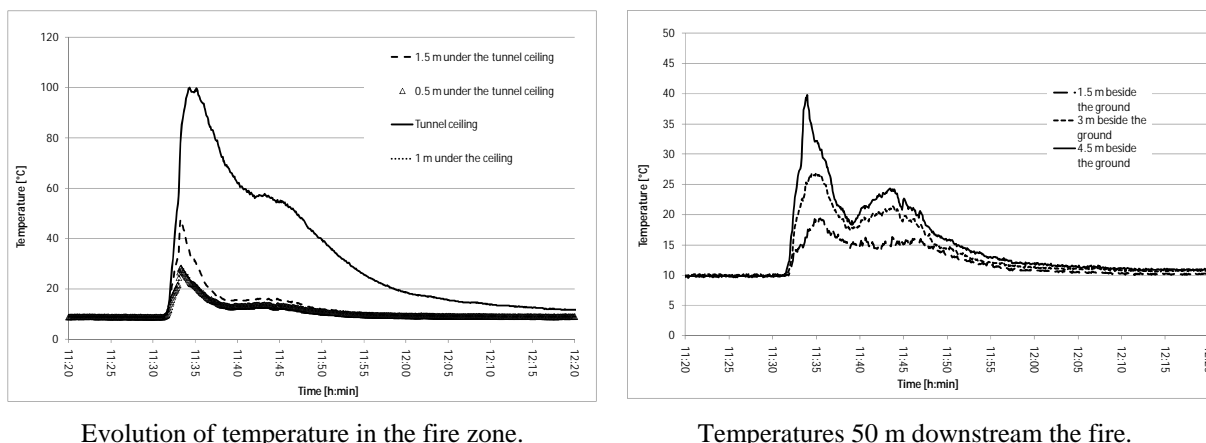 120
100
80
60
40
20
0
Temperature [°C]
1.5 m under the tunnel ceiling
0.5 m under the tunnel ceiling
Tunnel ceiling
1 m under the ceiling
11:20
11:25
11:30
11:35
11:40
11:45
11:50
11:55
12:00
12:05
12:10
12:15
12:20
Time [h:min]
Evolution of temperature in the fire zone.
50
45
40
35
30
25
20
15
10
5
0
Temperature [°C]
1.5 m beside
the ground
3 m beside the
ground
4.5 m beside
the ground
11:20
11:25
11:30
11:35
11:40
11:45
11:50
11:55
12:00
12:05
12:10
12:15
Time [h:min]
Temperatures 50 m downstream the fire.